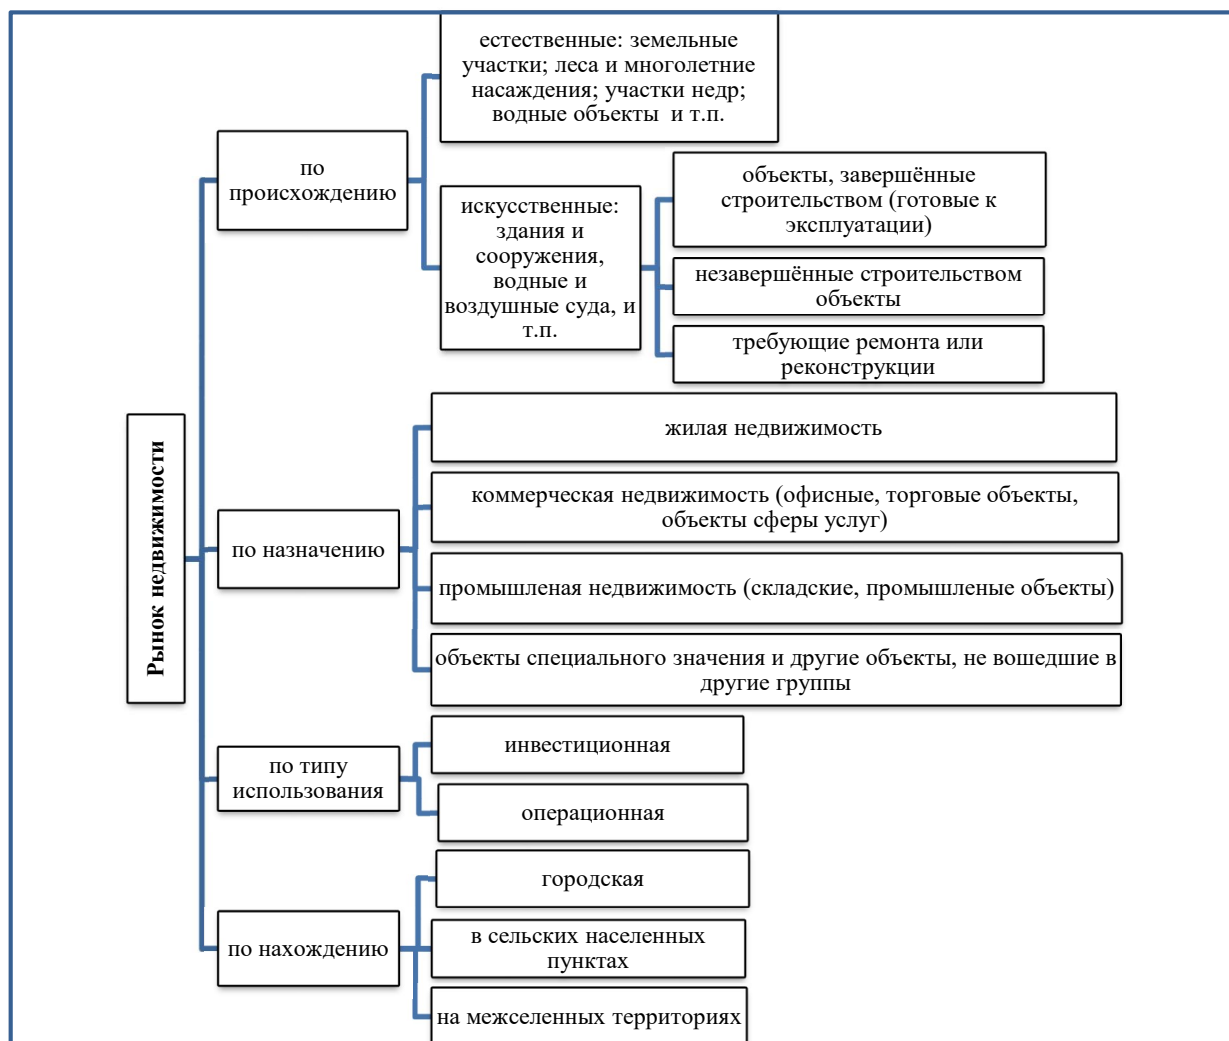 Рынок недвижимости
по
происхождению
естественные: земельные
участки; леса и многолетние
насаждения; участки недр;
водные объекты и т.п.
искусственные:
здания и
сооружения,
водные и
воздушные суда, и
т.п.
объекты, завершённые
строительством (готовые к
эксплуатации)
незавершённые строительством
объекты
требующие ремонта или
реконструкции
по назначению
жилая недвижимость
коммерческая недвижимость (офисные, торговые объекты,
объекты сферы услуг)
промышленая недвижимость (складские, промышленые объекты)
объекты специального значения и другие объекты, не вошедшие в
другие группы
по типу
использования
инвестиционная
операционная
по нахождению
городская
в сельских населенных
пунктах
на межселенных территориях